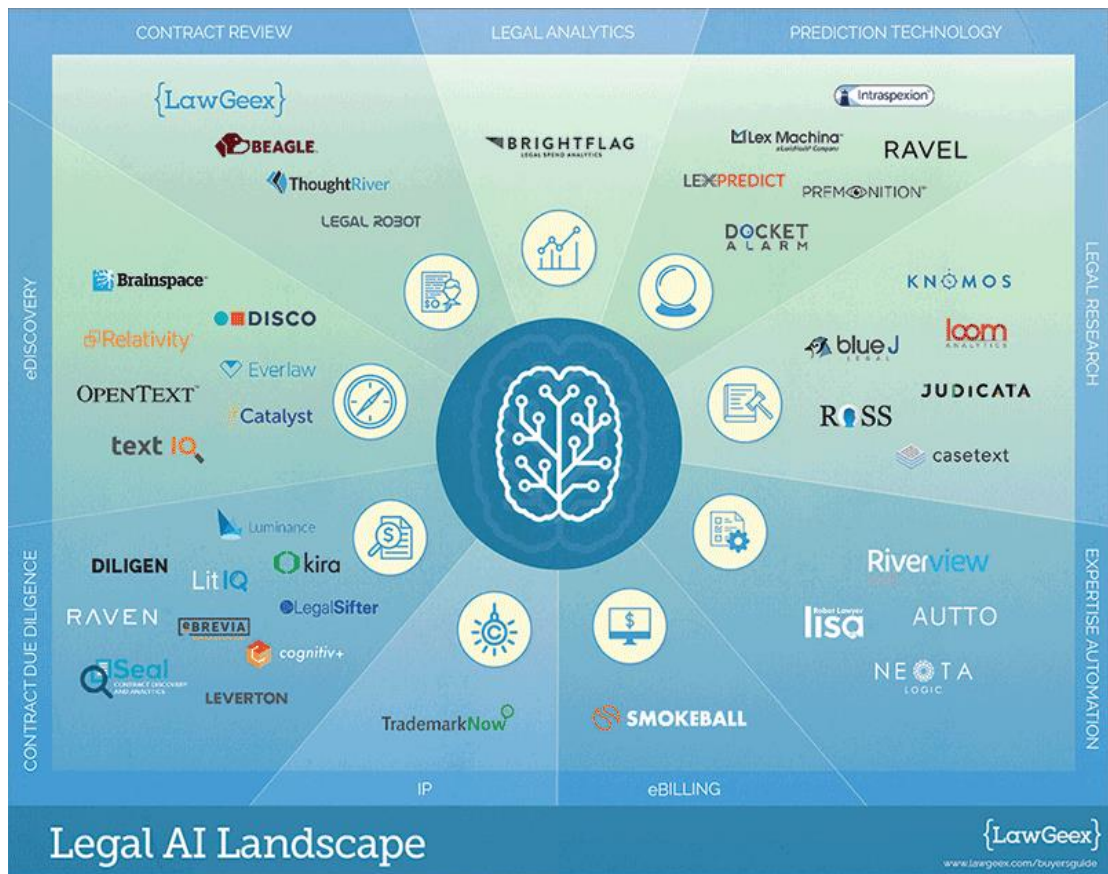 CONTRACT REVIEW
LEGAL ANALYTICS
PREDICTION TECHNOLOGY
{LawGeex}
BEAGLE
ThoughtRiver
LEGAL ROBOT
BRIGHTFLAG
LEGAL SPEND ANALYTICS
Intraspexion
Lex Machina
a LexisNexis Company
RAVEL
LEXPREDICT
PREMONITION
DOCKET
ALARM
eDISCOVERY
Brainspace
DISCO
Relativity
Everlaw
OPENTEXT
Catalyst
text IQ
LEGAL RESEARCH
KNOMOS
loom
ANALYTICS
blue J
LEGAL
JUDICATA
ROSS
casetext
CONTRACT DUE DILIGENCE
Luminance
DILIGEN
kira
Lit IQ
RAVEN
LegalSifter
eBREVIA
cognitiv+
Seal
CONTRACT DISCOVERY
AND ANALYTICS
LEVERTON
$
©
$
TrademarkNow
SMOKEBALL
EXPERTISE AUTOMATION
Riverview
Robot Lawyer
lisa
AUTTO
NEOTA
LOGIC
IP
eBILLING
Legal AI Landscape
{LawGeex}
www.lawgeex.com/buyersguide